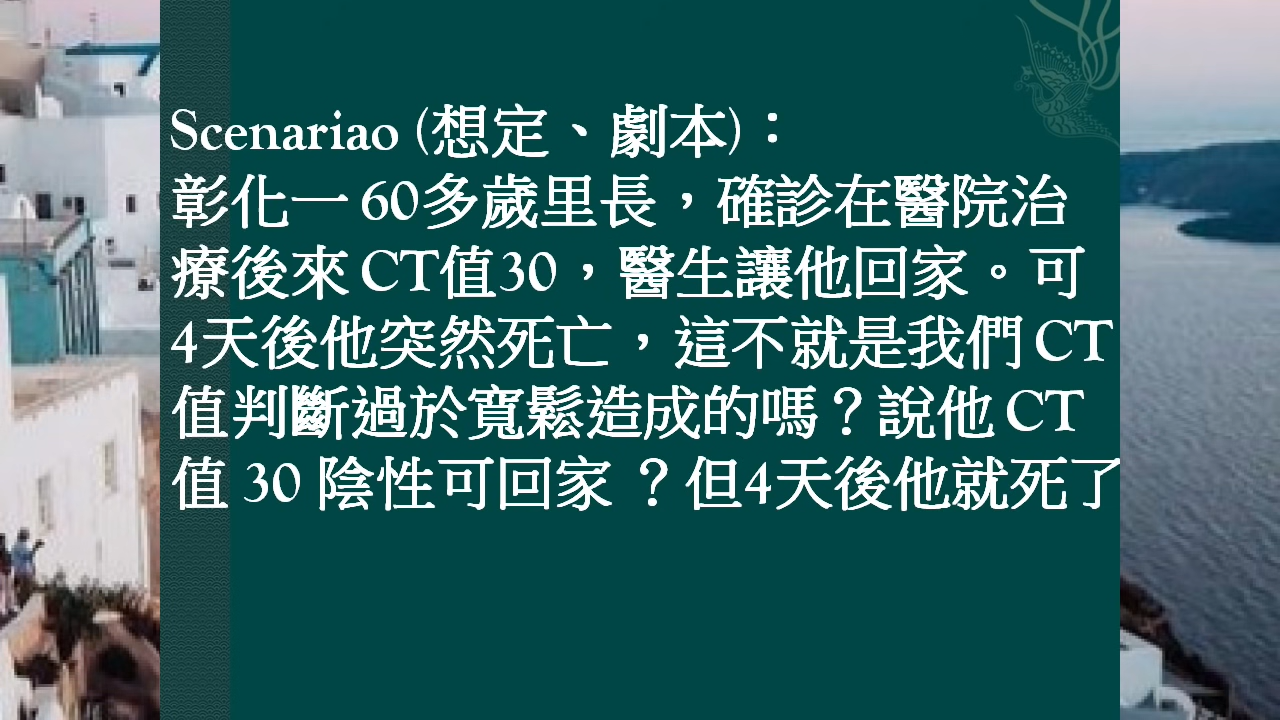 Scenariao (想定、劇本)：
彰化一 60多歲里長，確診在醫院治
療後來 CT值30，醫生讓他回家。可
4天後他突然死亡，這不就是我們 CT
值判斷過於寬鬆造成的嗎？說他 CT
值 30 陰性可回家 ？但4天後他就死了